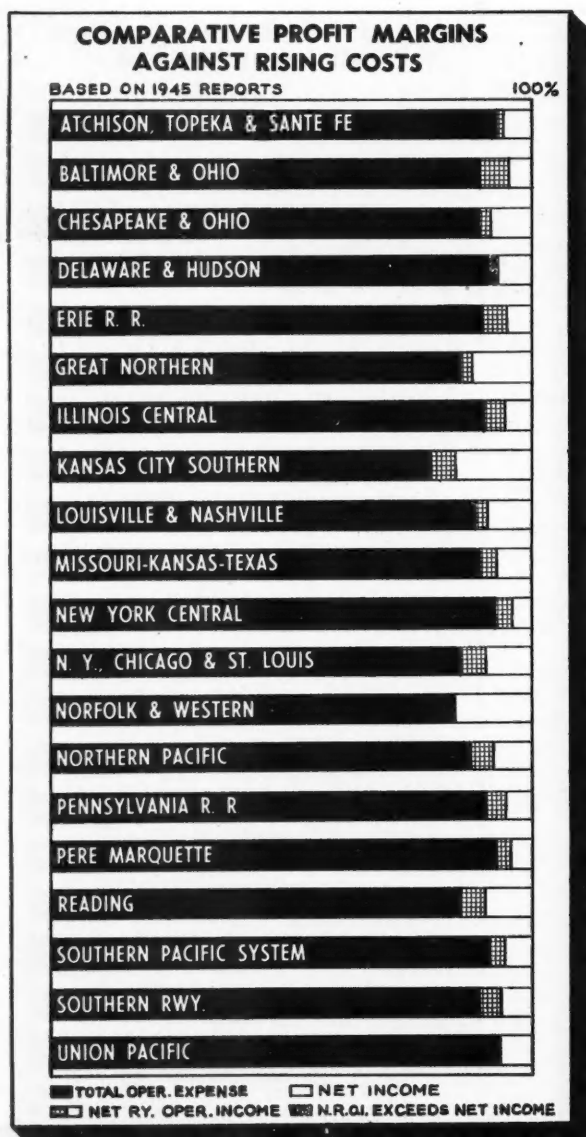 COMPARATIVE PROFIT MARGINS
AGAINST RISING COSTS
BASED ON 1945 REPORTS 100%
ATCHISON, TOPEKA & SANTE FE
BALTIMORE & OHIO
CHESAPEAKE & OHIO
DELAWARE & HUDSON
ERIE R. R.
GREAT NORTHERN
ILLINOIS CENTRAL
KANSAS CITY SOUTHERN
LOUISVILLE & NASHVILLE
MISSOURI-KANSAS-TEXAS
NEW YORK CENTRAL
N. Y., CHICAGO & ST. LOUIS
NORFOLK & WESTERN
NORTHERN PACIFIC
PENNSYLVANIA R. R
PERE MARQUETTE
READING
SOUTHERN PACIFIC SYSTEM
SOUTHERN RWY.
UNION PACIFIC
TOTAL OPER. EXPENSE NET INCOME
NET RY. OPER. INCOME N.R.O.I. EXCEEDS NET INCOME